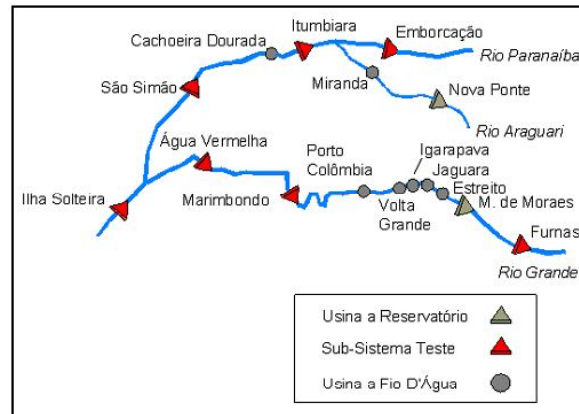 Itumbiara
Emborcação
Cachoeira Dourada
Rio Paranaíba
Miranda
São Simão
Nova Ponte
Rio Araguari
Água Vermelha
Porto
Colômbia
Igarapava
Jaguara
Estreito
Ilha Solteira
Marimbondo
Volta
Grande
M. de Moraes
Furnas
Rio Grande
Usina a Reservatório
Sub-Sistema Teste
Usina a Fio D'Água